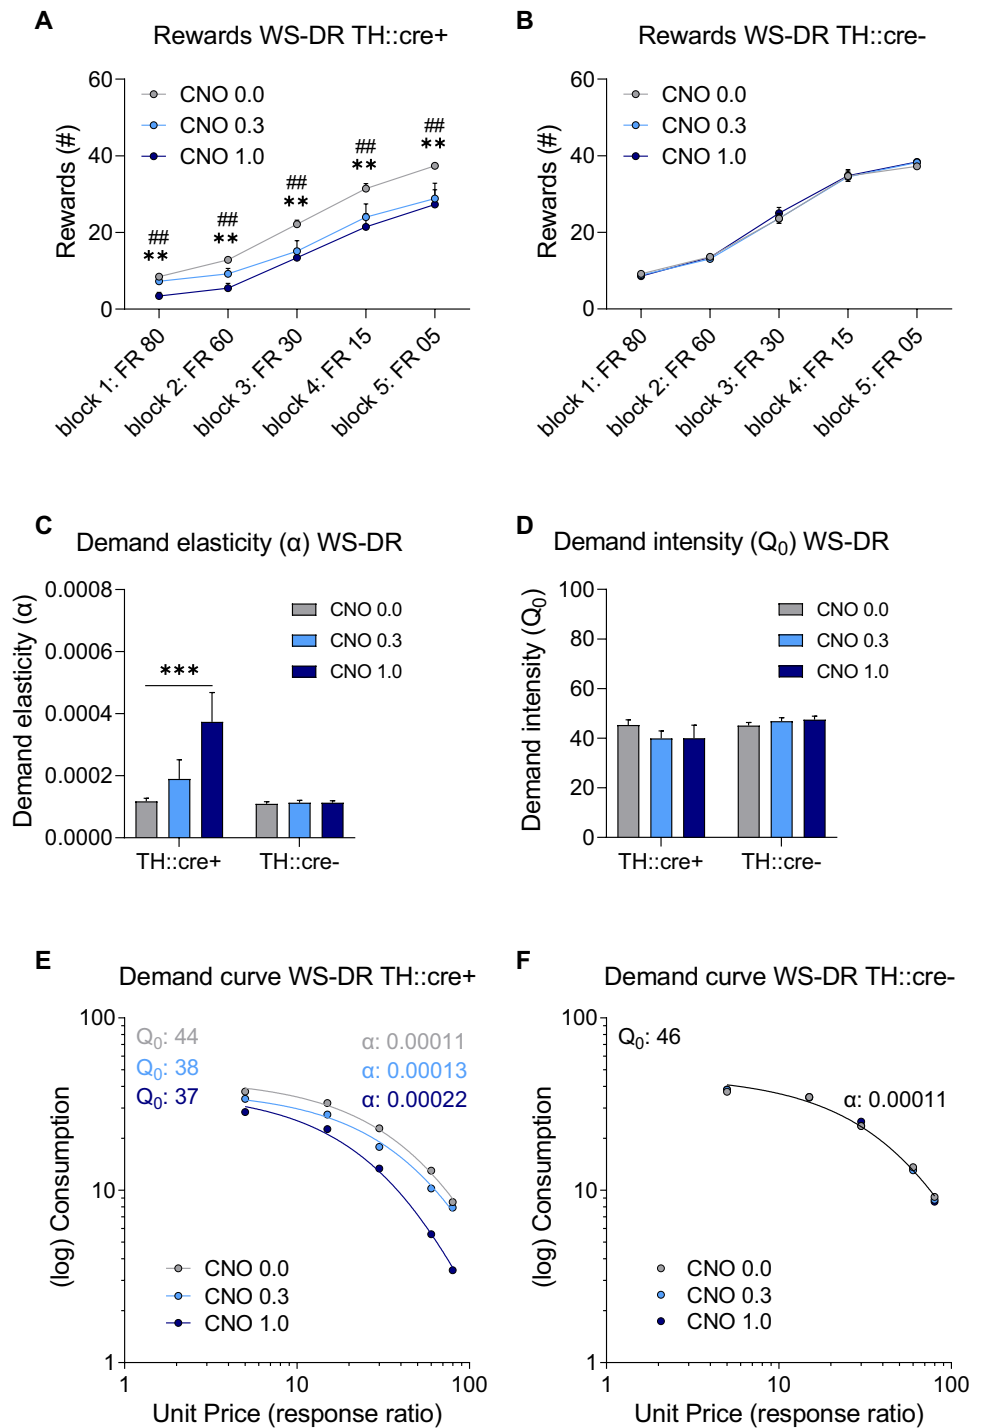 A
Rewards WS-DR TH::cre+
60
40
20
0
Rewards (#)
CNO 0.0
CNO 0.3
CNO 1.0
##
**
##
**
##
**
##
**
##
**
block 1: FR 80
block 2: FR 60
block 3: FR 30
block 4: FR 15
block 5: FR 05
B
Rewards WS-DR TH::cre-
60
40
20
0
Rewards (#)
CNO 0.0
CNO 0.3
CNO 1.0
block 1: FR 80
block 2: FR 60
block 3: FR 30
block 4: FR 15
block 5: FR 05
C
Demand elasticity (α) WS-DR
0.0008
0.0006
0.0004
0.0002
0.0000
Demand elasticity (α)
CNO 0.0
CNO 0.3
CNO 1.0
***
TH::cre+
TH::cre-
D
Demand intensity (Q₀) WS-DR
100
80
60
40
20
0
Demand intensity (Q₀)
CNO 0.0
CNO 0.3
CNO 1.0
TH::cre+
TH::cre-
E
Demand curve WS-DR TH::cre+
100
10
1
(log) Consumption
Q₀: 44
Q₀: 38
Q₀: 37
α: 0.00011
α: 0.00013
α: 0.00022
CNO 0.0
CNO 0.3
CNO 1.0
1
10
100
Unit Price (response ratio)
F
Demand curve WS-DR TH::cre-
100
10
1
(log) Consumption
Q₀: 46
α: 0.00011
CNO 0.0
CNO 0.3
CNO 1.0
1
10
100
Unit Price (response ratio)